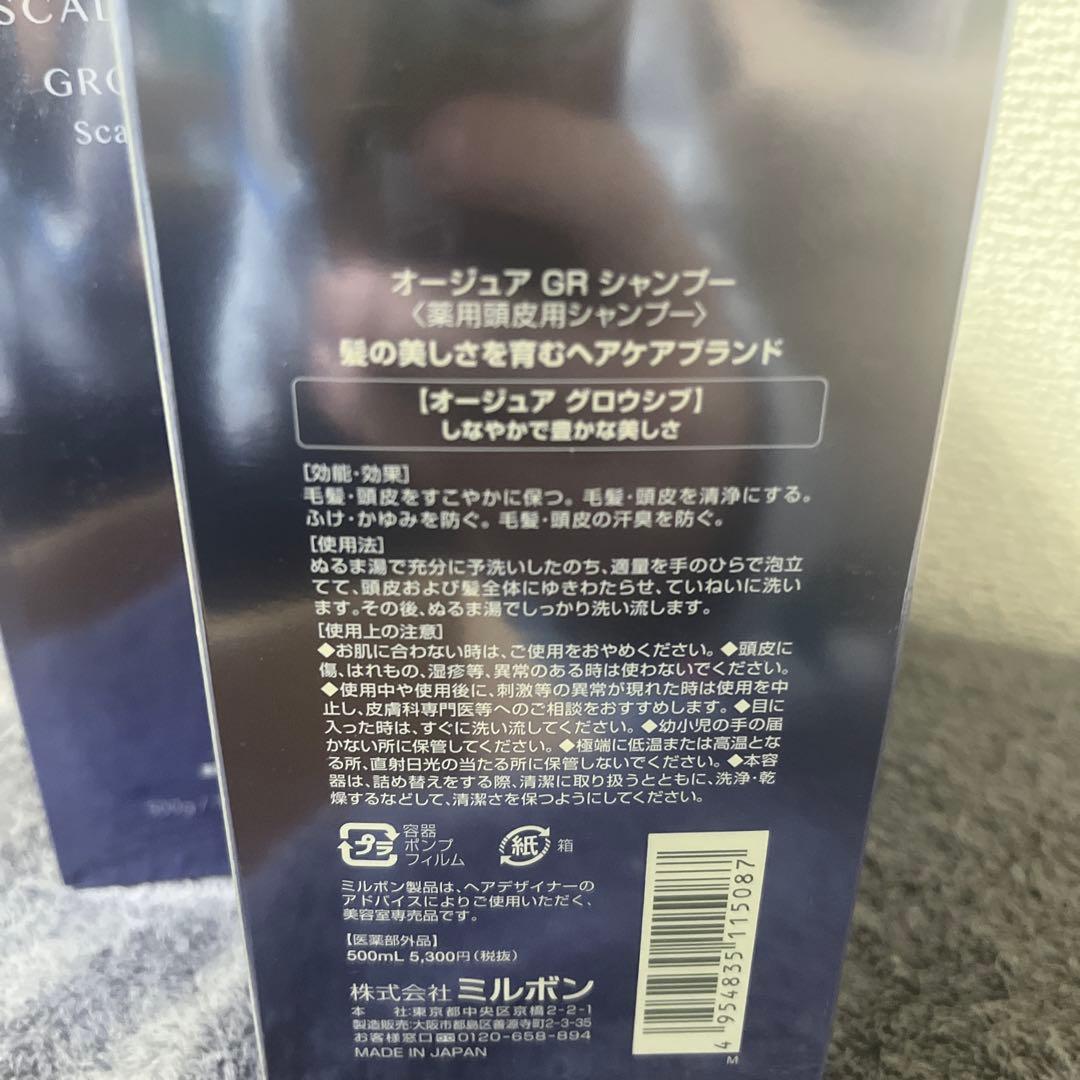 SCAL
GRO
Sca
500g /
オージュア GR シャンプー
〈薬用頭皮用シャンプー〉
髪の美しさを育むヘアケアブランド
【オージュア グロウシブ】
しなやかで豊かな美しさ
[効能・効果]
毛髪・頭皮をすこやかに保つ。毛髪・頭皮を清浄にする。
ふけ・かゆみを防ぐ。毛髪・頭皮の汗臭を防ぐ。
[使用法]
ぬるま湯で充分に予洗いしたのち、適量を手のひらで泡立
てて、頭皮および髪全体にゆきわたらせ、ていねいに洗い
ます。その後、ぬるま湯でしっかり洗い流します。
[使用上の注意]
◆お肌に合わない時は、ご使用をおやめください。◆頭皮に
傷、はれもの、湿疹等、異常のある時は使わないでください。
◆使用中や使用後に、刺激等の異常が現れた時は使用を中
止し、皮膚科専門医等へのご相談をおすすめします。◆目に
入った時は、すぐに洗い流してください。◆幼小児の手の届
かない所に保管してください。◆極端に低温または高温とな
る所、直射日光の当たる所に保管しないでください。◆本容
器は、詰め替えをする際、清潔に取り扱うとともに、洗浄・乾
燥するなどして、清潔さを保つようにしてください。
プラ
容器
ポンプ
フィルム
紙
箱
ミルボン製品は、ヘアデザイナーの
アドバイスによりご使用いただく、
美容室専売品です。
【医薬部外品】
500mL 5,300円(税抜)
株式会社 ミルボン
本 社:東京都中央区京橋2-2-1
製造販売:大阪市都島区善源寺町2-3-35
お客様窓口 0120-658-894
MADE IN JAPAN
4 954835 115087
M